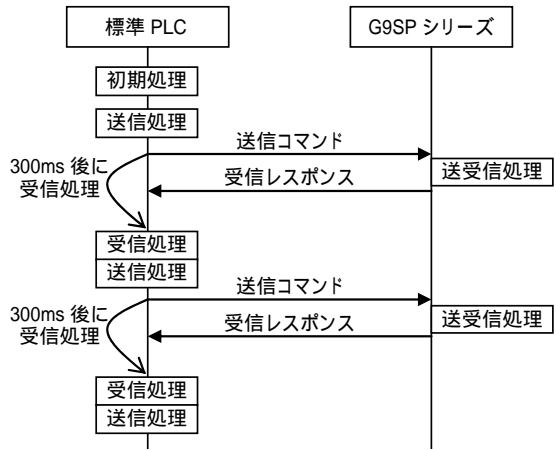 標準 PLC
G9SP シリーズ
初期処理
送信処理
送信コマンド
300ms 後に
受信処理
送受信処理
受信レスポンス
受信処理
送信処理
送信コマンド
300ms 後に
受信処理
送受信処理
受信レスポンス
受信処理
送信処理